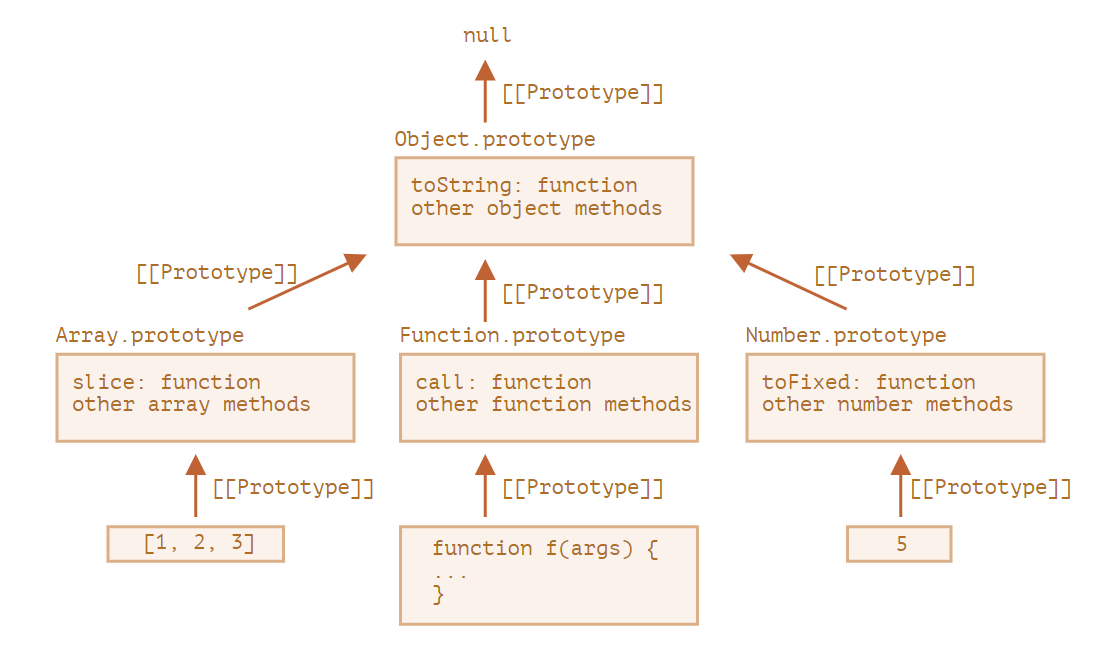 null
[[Prototype]]
Object.prototype
toString: function
other object methods
[[Prototype]]
[[Prototype]]
[[Prototype]]
Array.prototype
Function.prototype
Number.prototype
slice: function
other array methods
call: function
other function methods
toFixed: function
other number methods
[[Prototype]]
[[Prototype]]
[[Prototype]]
[1, 2, 3]
function f(args) {
...
}
5